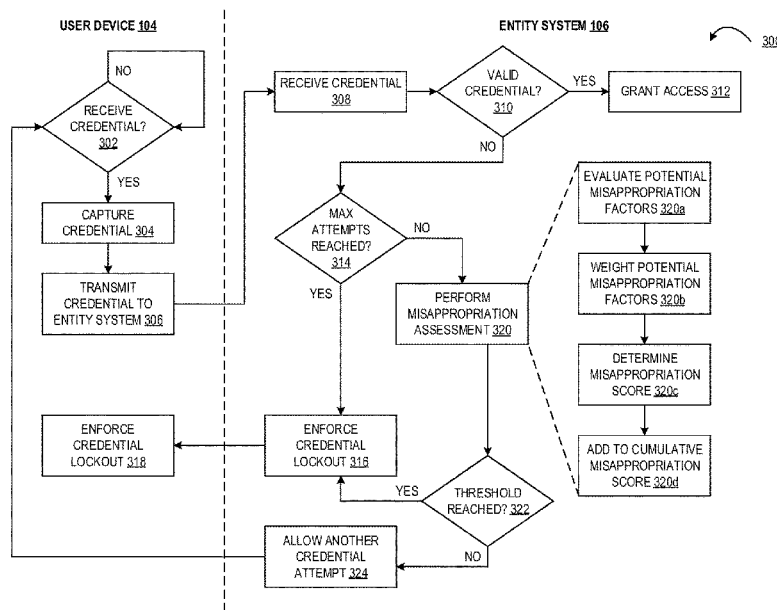 USER DEVICE 104
ENTITY SYSTEM 106
NO
RECEIVE
CREDENTIAL?
302
YES
CAPTURE
CREDENTIAL
304
TRANSMIT
CREDENTIAL TO
ENTITY SYSTEM 306
RECEIVE CREDENTIAL
308
VALID
CREDENTIAL?
310
YES
GRANT ACCESS 312
NO
MAX
ATTEMPTS
REACHED?
314
NO
YES
PERFORM
MISAPPROPRIATION
ASSESSMENT 320
EVALUATE POTENTIAL
MISAPPROPRIATION
FACTORS 320a
WEIGHT POTENTIAL
MISAPPROPRIATION
FACTORS 320b
DETERMINE
MISAPPROPRIATION
SCORE 320c
ADD TO CUMULATIVE
MISAPPROPRIATION
SCORE 320d
ENFORCE
CREDENTIAL
LOCKOUT 318
ENFORCE
CREDENTIAL
LOCKOUT 316
YES
THRESHOLD
REACHED? 322
NO
ALLOW ANOTHER
CREDENTIAL
ATTEMPT 324